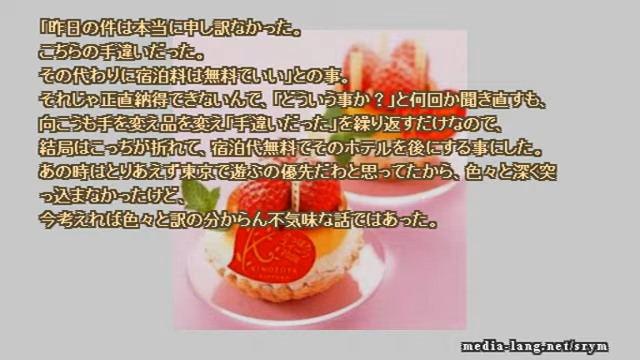 「昨日の件は本当に申し訳なかった。
こちらの手違いだった。
その代わりに宿泊料は無料でいい」との事。
それじゃ正直納得できないんで、「どういう事か？」と何回か聞き直すも、
向こうも手を変え品を変え「手違いだった」を繰り返すだけなので、
結局はこっちが折れて、宿泊代無料でそのホテルを後にする事にした。
あの時はとりあえず東京で遊ぶの優先だわと思ってたから、色々と深く突
っ込まなかったけど、
今考えれば色々と訳の分からん不気味な話ではあった。
KINOTOYA
media-lang-net/srym